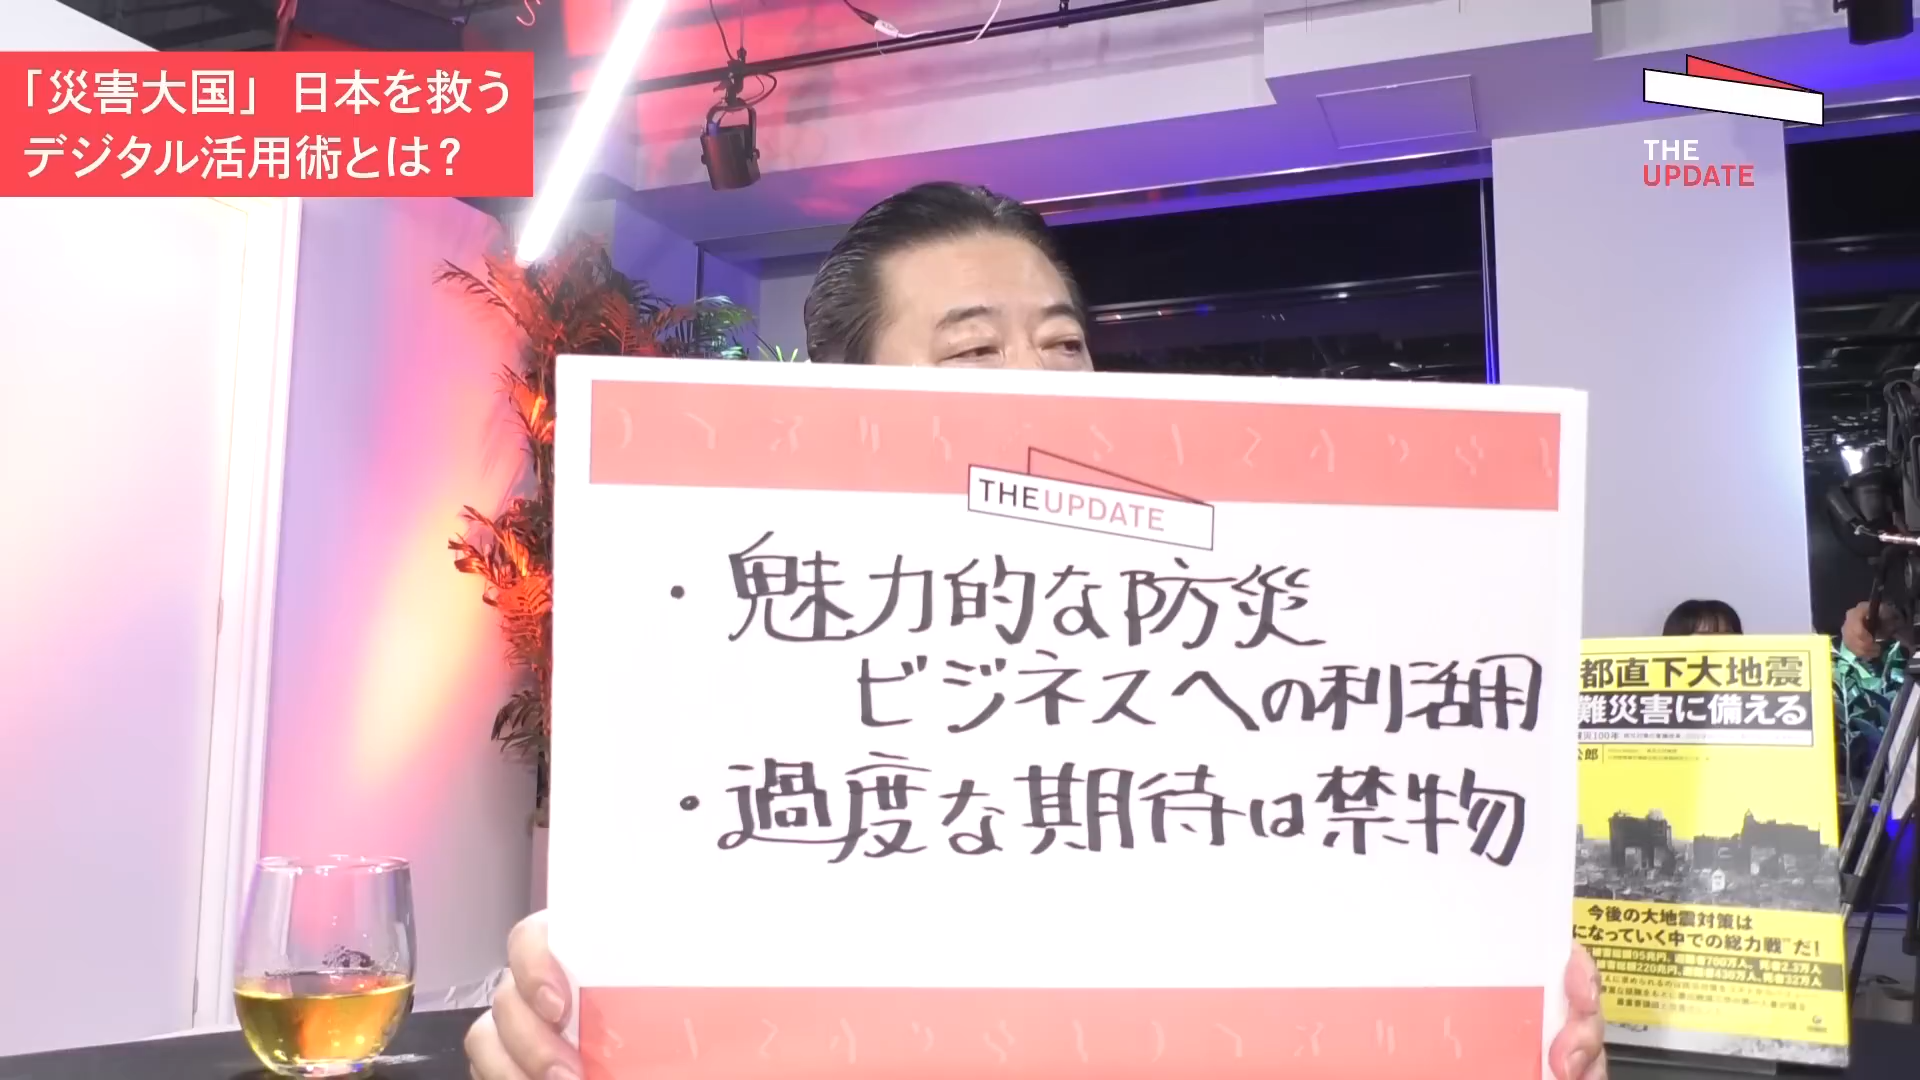 「災害大国」 日本を救う
デジタル活用術とは？
THE
UPDATE
THE UPDATE
・魅力的な防災
ビジネスへの利活用
・過度な期待は禁物
都直下大地震
難災害に備える
今後の大地震対策は
になっていく中での総力戦”だ！